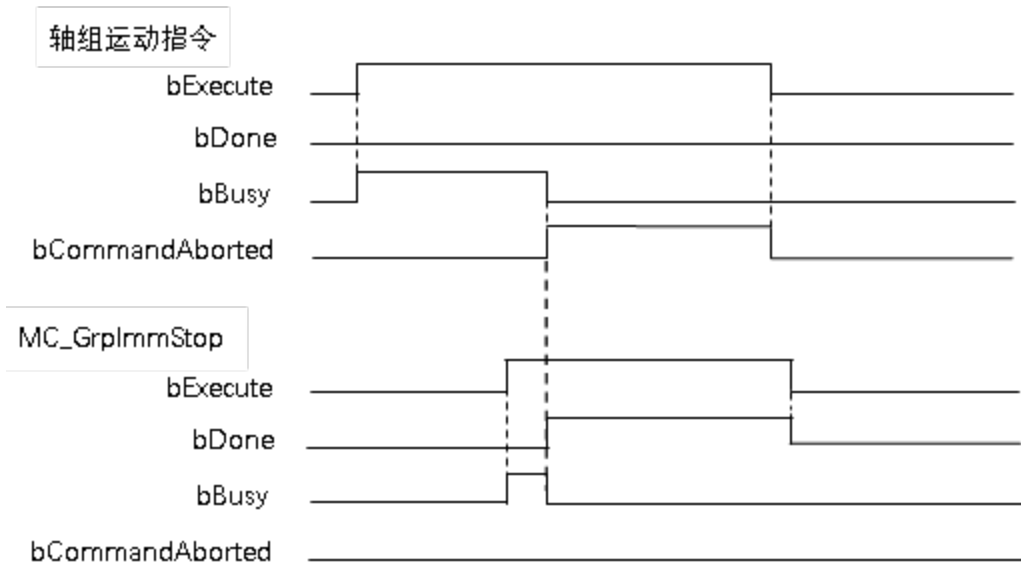 轴组运动指令
bExecute
bDone
bBusy
bCommandAborted
MC_GrpImmStop
bExecute
bDone
bBusy
bCommandAborted